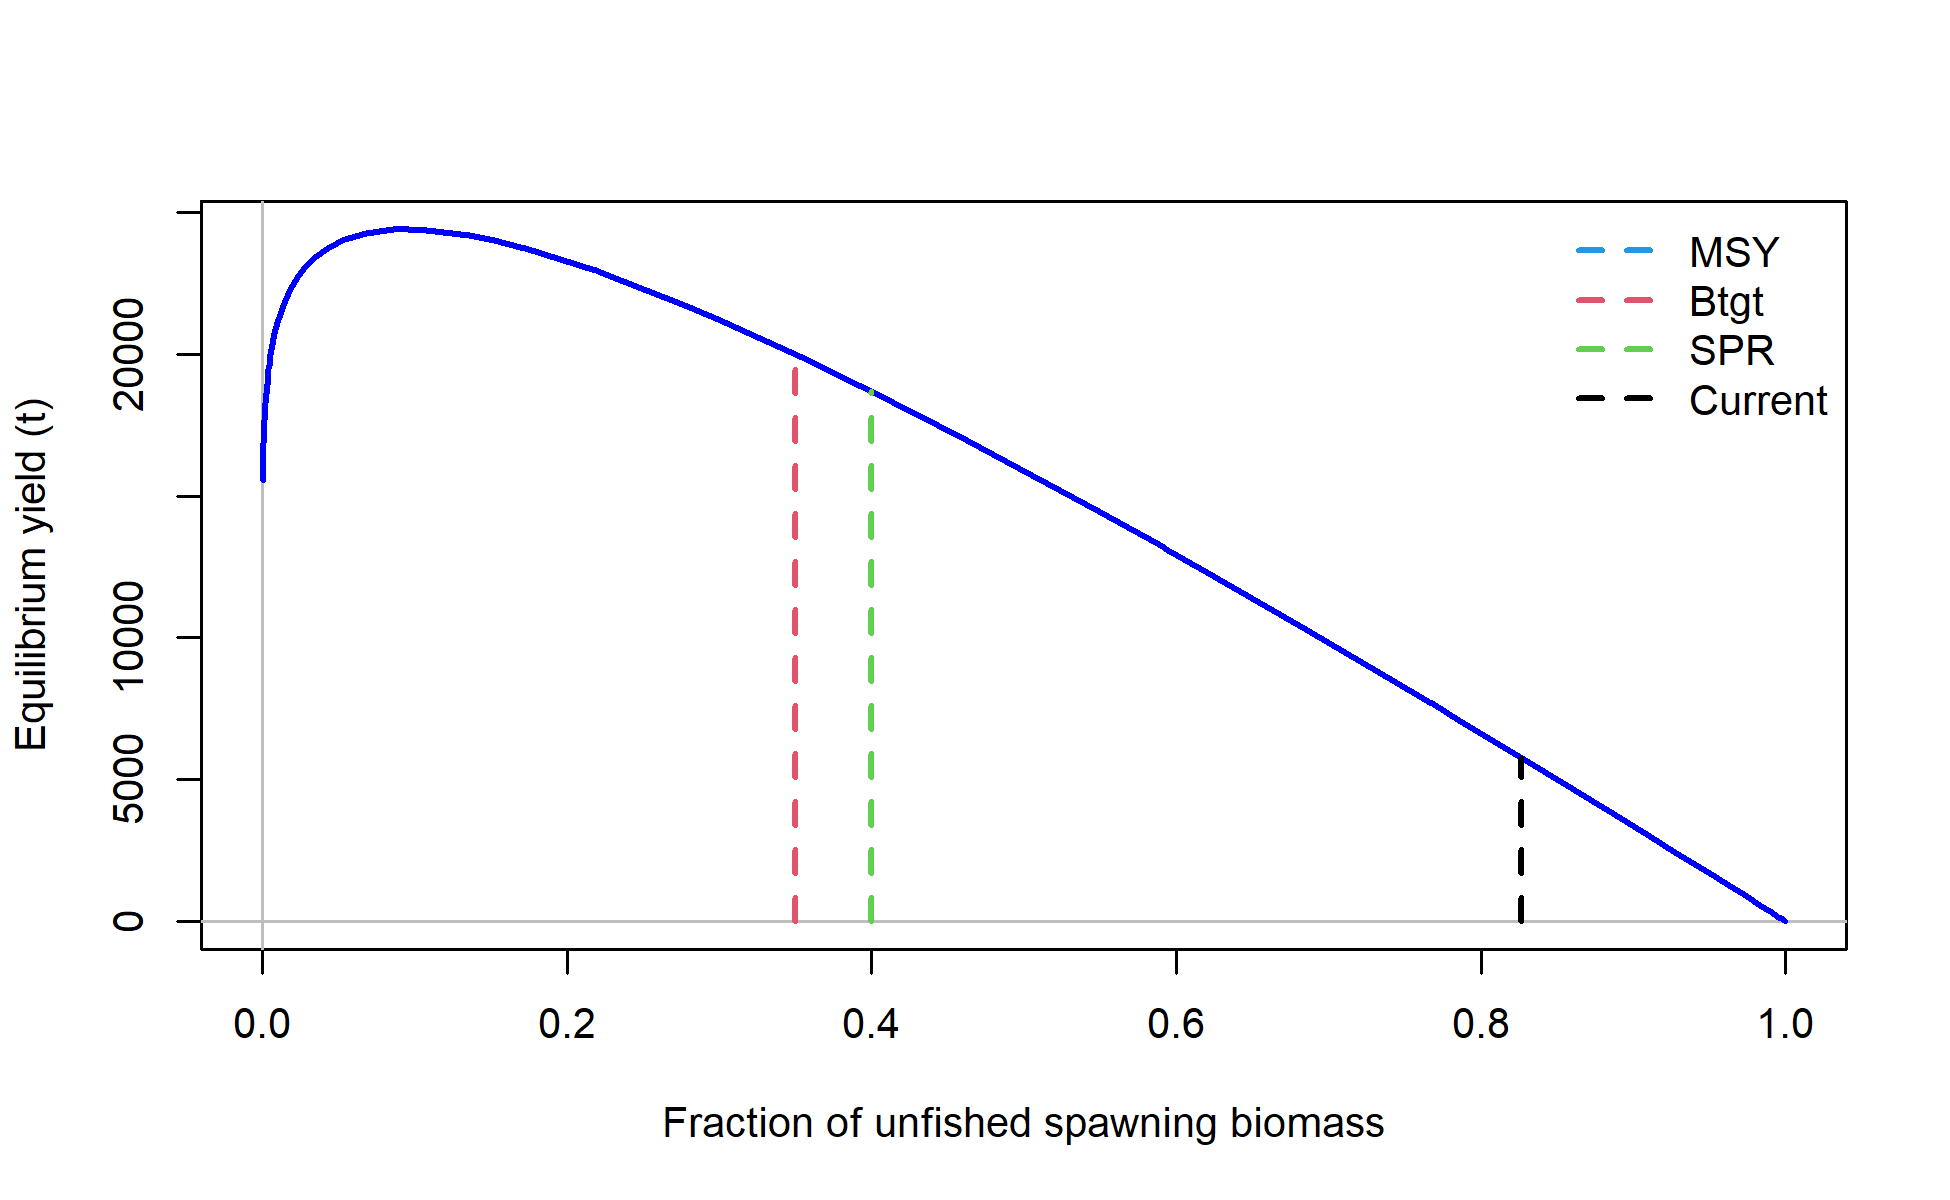 MSY
Btgt
SPR
Current
Equilibrium yield (t)
20000
10000
5000
0
0.0 0.2 0.4 0.6 0.8 1.0
Fraction of unfished spawning biomass